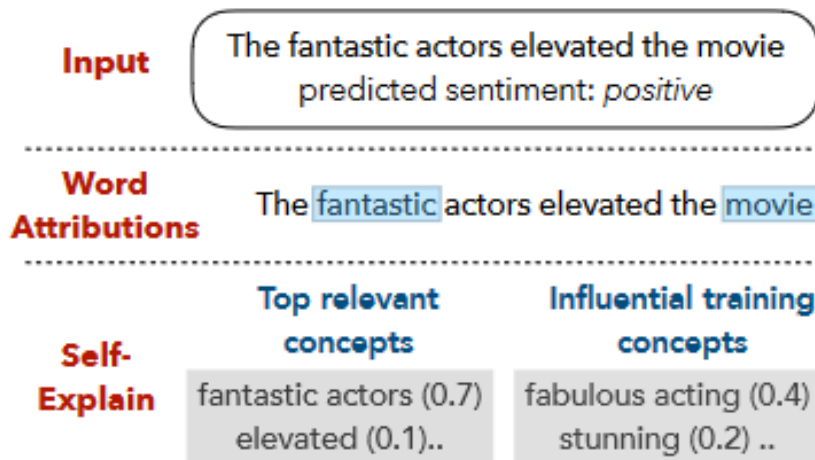 Input
The fantastic actors elevated the movie
predicted sentiment: positive
Word
Attributions
The fantastic actors elevated the movie
Self-
Explain
Top relevant
concepts
fantastic actors (0.7)
elevated (0.1)..
Influential training
concepts
fabulous acting (0.4)
stunning (0.2) ..